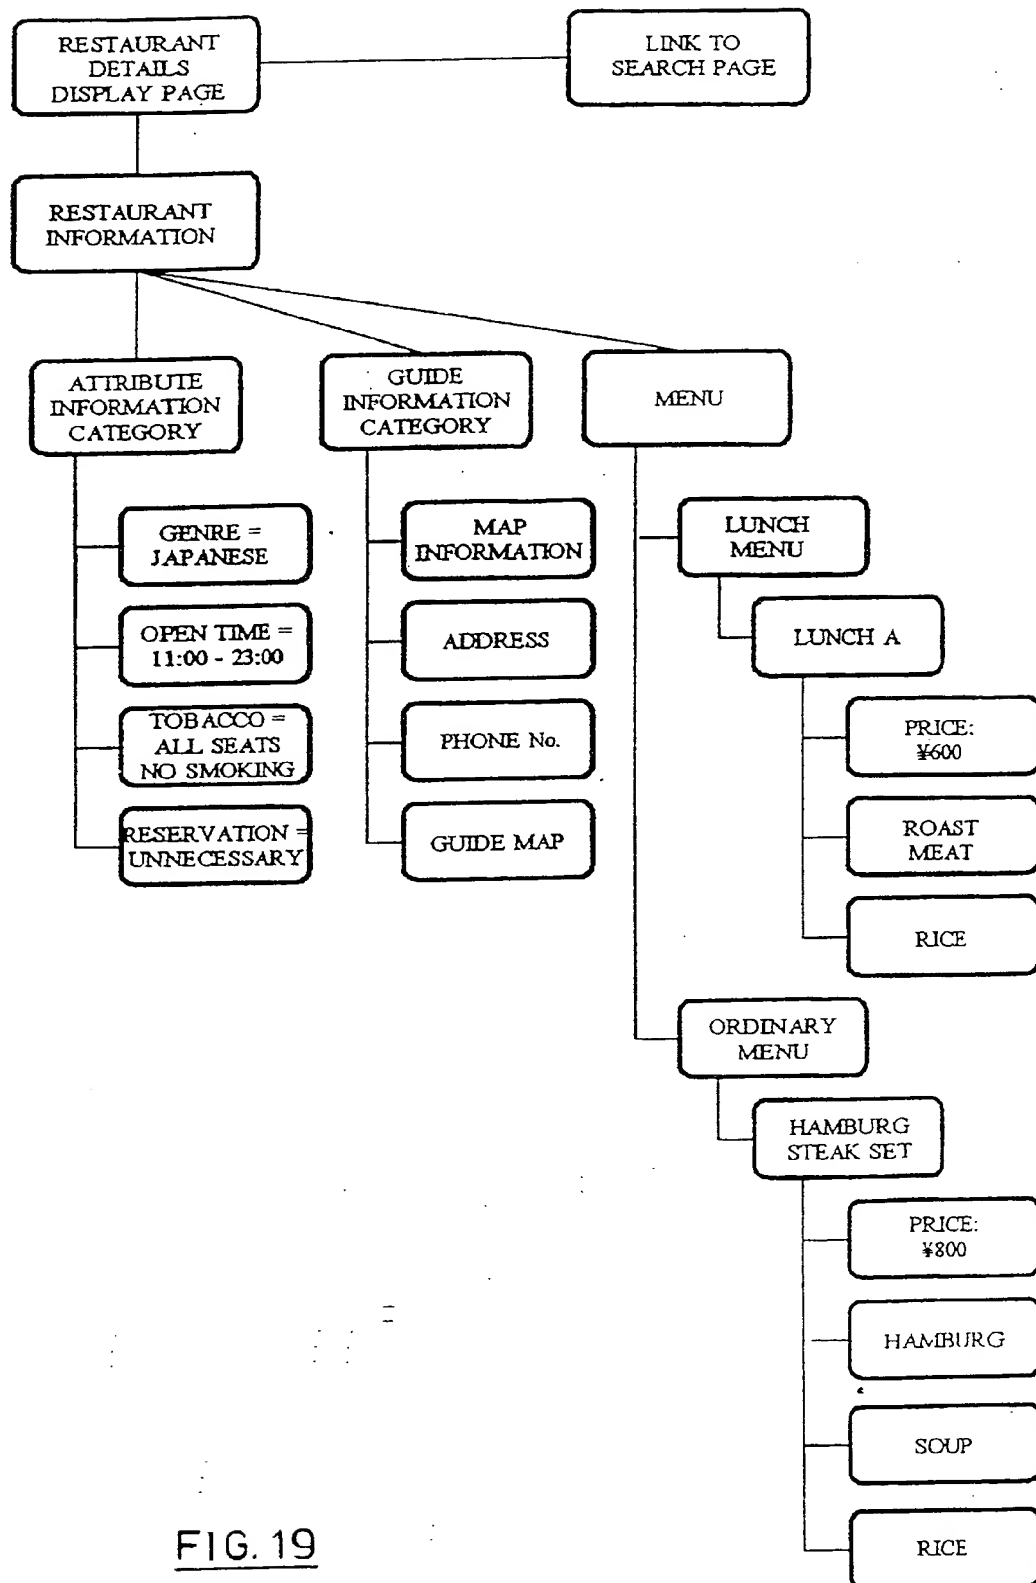 RESTAURANT
DETAILS
DISPLAY PAGE
LINK TO
SEARCH PAGE
RESTAURANT
INFORMATION
ATTRIBUTE
INFORMATION
CATEGORY
GENRE =
JAPANESE
OPEN TIME =
11:00 - 23:00
TOBACCO =
ALL SEATS
NO SMOKING
RESERVATION =
UNNECESSARY
GUIDE
INFORMATION
CATEGORY
MAP
INFORMATION
ADDRESS
PHONE No.
GUIDE MAP
MENU
LUNCH
MENU
LUNCH A
PRICE:
¥600
ROAST
MEAT
RICE
ORDINARY
MENU
HAMBURG
STEAK SET
PRICE:
¥800
HAMBURG
SOUP
RICE
FIG. 19